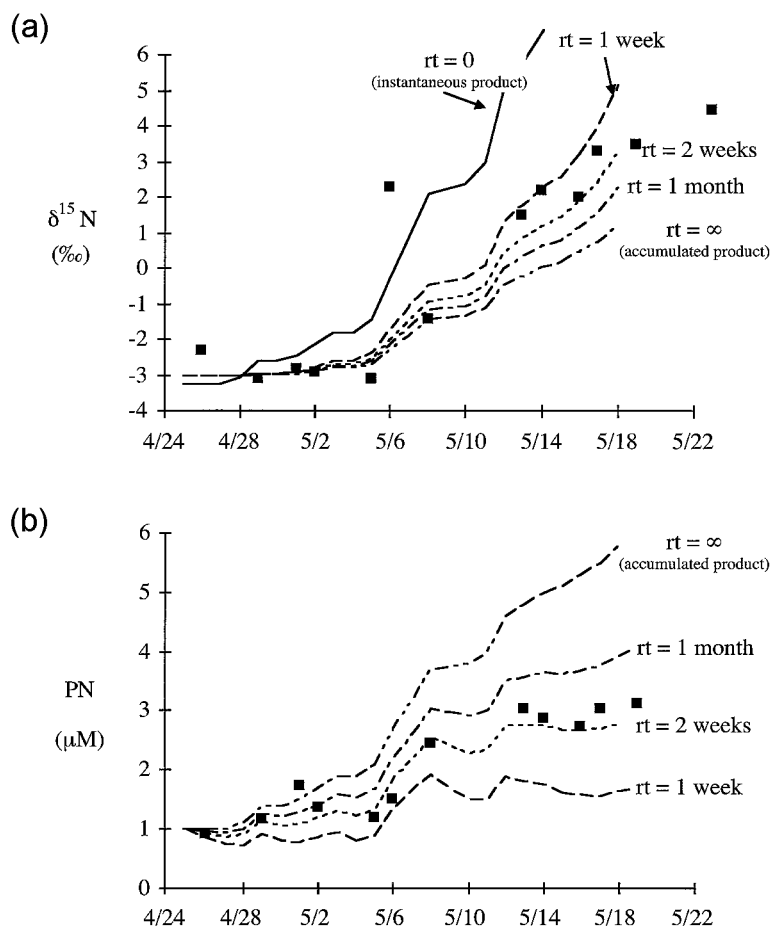 (a)
6
5
4
3
2
1
0
-1
-2
-3
-4
δ15 N
(‰)
rt = 0
(instantaneous product)
rt = 1 week
rt = 2 weeks
rt = 1 month
rt = ∞
(accumulated product)
4/24 4/28 5/2 5/6 5/10 5/14 5/18 5/22
(b)
6
5
4
3
2
1
0
PN
(µM)
rt = ∞
(accumulated product)
rt = 1 month
rt = 2 weeks
rt = 1 week
4/24 4/28 5/2 5/6 5/10 5/14 5/18 5/22